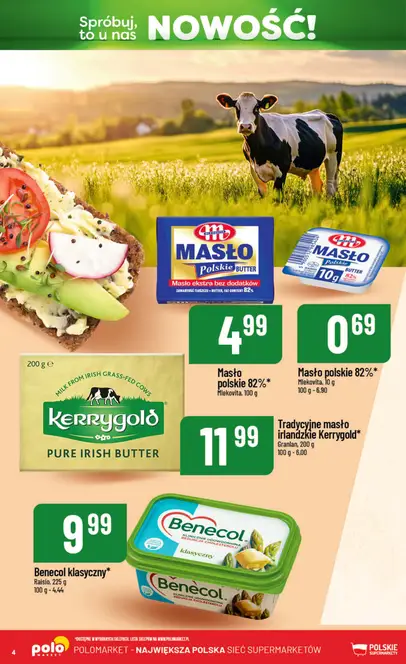 Spróbuj,
to u nas
NOWOŚĆ!
MASŁO
Polskie BUTTER
Masło ekstra bez dodatków
MASŁO
Polskie
BUTTER
82%
10g
4 99
Masło
polskie 82%*
Mlekovita, 100 g
0 69
Masło polskie 82%*
Mlekovita, 10 g
100 g - 6.90
200 g e
MILK FROM IRISH GRASS-FED COWS
Kerrygold
PURE IRISH BUTTER
11 99
Tradycyjne masło
irlandzkie Kerrygold*
Granlan, 200 g
100 g - 6.00
9 99
Benecol klasyczny*
Raisio, 225 g
100 g - 4,44
Benecol
klasyczny
Benecol
4
polo
MARKET
POLOMARKET - NAJWIĘKSZA POLSKA SIEĆ SUPERMARKETÓW
POLSKIE
SUPERMARKETY